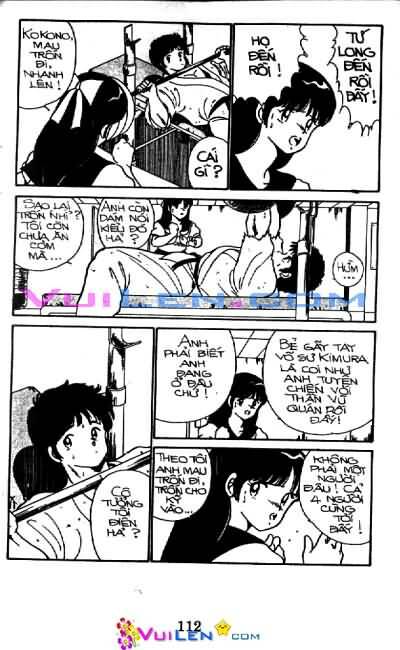 KOKONO,
MAU
TRỐN
ĐI,
NHANH
LÊN!
CÁI
GÌ?
HỌ
ĐẾN
RỒI!
TỨ
LONG
ĐẾN
RỒI
ĐẤY!
SAO LẠI
TRỐN NHỈ?
TÔI CÒN
CHƯA ĂN
CƠM
MÀ...
ANH CÒN
DÁM NÓI
KIỂU ĐÓ
HẢ?
HỪM...
VUILEN.COM
ANH
PHẢI BIẾT
ANH
ĐANG
Ở ĐÂU
CHỨ!
BẺ GÃY TAY
VÕ SƯ KIMURA
LÀ COI NHƯ
ANH TUYÊN
CHIẾN VỚI
THẦN VŨ
QUÁN RỒI
ĐẤY!
CÔ
TƯỞNG
TÔI
ĐIÊN
HẢ?
THEO TÔI
ANH MAU
TRỐN ĐI,
TRỐN CHO
KỸ
VÀO...
KHÔNG
PHẢI MỘT
NGƯỜI
ĐÂU! CẢ
4 NGƯỜI
CÙNG
TỚI
ĐẤY!
112
VUILEN.COM